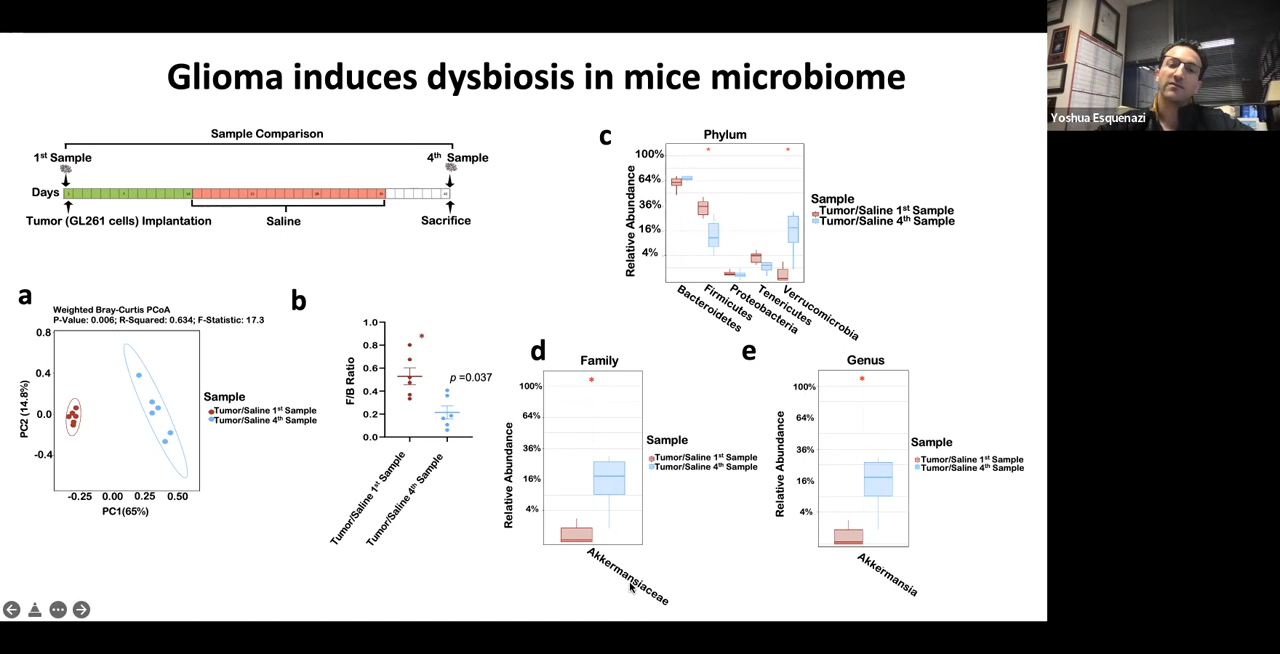 Glioma induces dysbiosis in mice microbiome
Yoshua Esquenazi
Sample Comparison
1st Sample
4th Sample
Days
Tumor (GL261 cells) Implantation
Saline
Sacrifice
a
Weighted Bray-Curtis PCoA
P-Value: 0.006; R-Squared: 0.634; F-Statistic: 17.3
0.8
0.4
0.0
-0.4
PC2 (14.8%)
-0.25 0.00 0.25 0.50
PC1(65%)
Sample
Tumor/Saline 1st Sample
Tumor/Saline 4th Sample
b
1.0
0.8
0.6
0.4
0.2
0.0
F/B Ratio
*
p =0.037
Tumor/Saline 1st Sample
Tumor/Saline 4th Sample
c
Phylum
* *
100%
64%
36%
16%
4%
Relative Abundance
Bacteroidetes
Firmicutes
Proteobacteria
Tenericutes
Verrucomicrobia
Sample
Tumor/Saline 1st Sample
Tumor/Saline 4th Sample
d
Family
*
100%
64%
36%
16%
4%
Relative Abundance
Akkermansiaceae
Sample
Tumor/Saline 1st Sample
Tumor/Saline 4th Sample
e
Genus
*
100%
64%
36%
16%
4%
Relative Abundance
Akkermansia
Sample
Tumor/Saline 1st Sample
Tumor/Saline 4th Sample